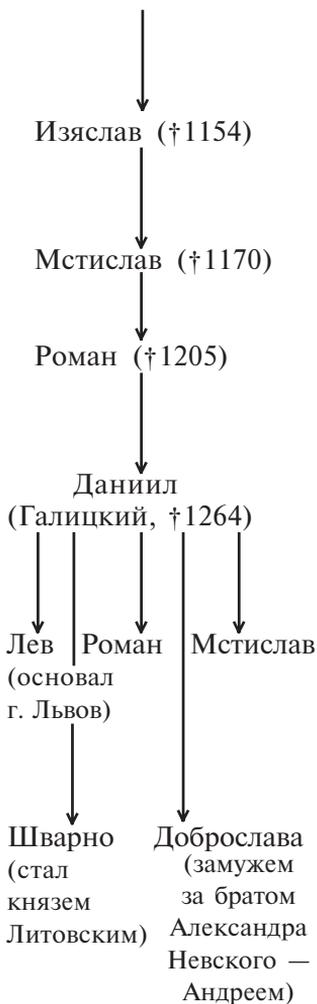 Изяслав (†1154)
Мстислав (†1170)
Роман (†1205)
Даниил
(Галицкий, †1264)
Лев Роман Мстислав
(основал
г. Львов)
Шварно
(стал
князем
Литовским)
Доброслава
(замужем
за братом
Александра
Невского —
Андреем)